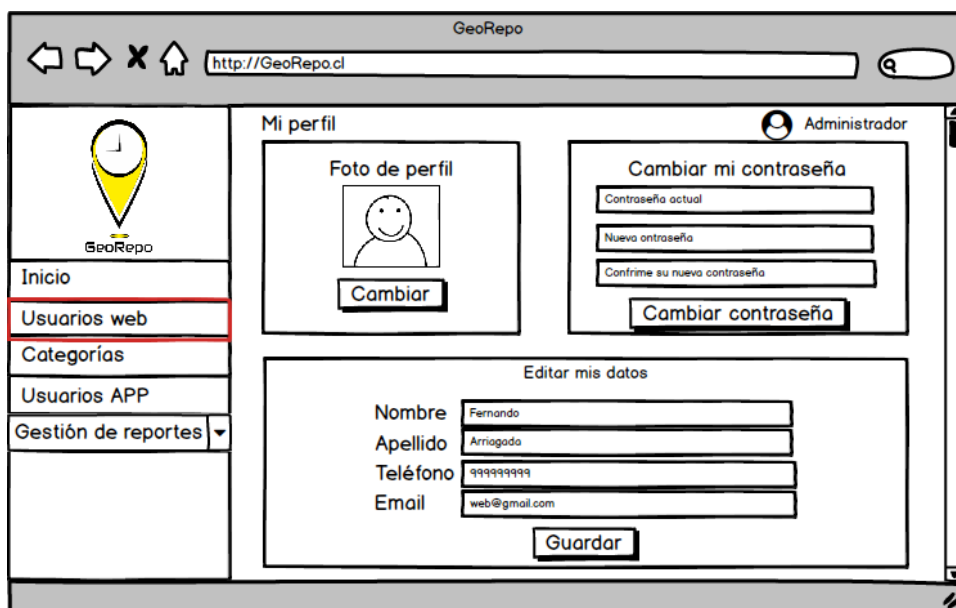 GeoRepo
http://GeoRepo.cl
GeoRepo
Inicio
Usuarios web
Categorías
Usuarios APP
Gestión de reportes
Mi perfil
Administrador
Foto de perfil
Cambiar
Cambiar mi contraseña
Contraseña actual
Nueva ontraseña
Confrime su nueva contraseña
Cambiar contraseña
Editar mis datos
Nombre Fernando
Apellido Arriagada
Teléfono 999999999
Email web@gmail.com
Guardar